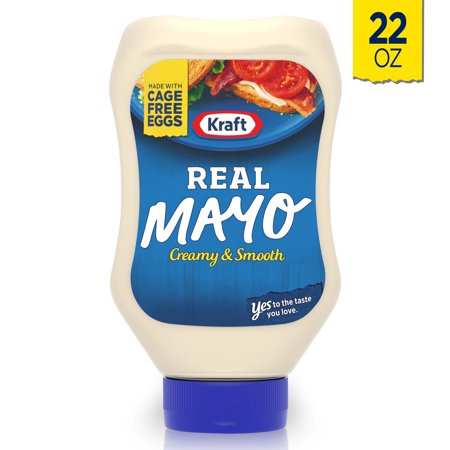 22
OZ
MADE WITH
CAGE
FREE
EGGS
Kraft
REAL
MAYO
Creamy & Smooth
yes to the taste
you love.